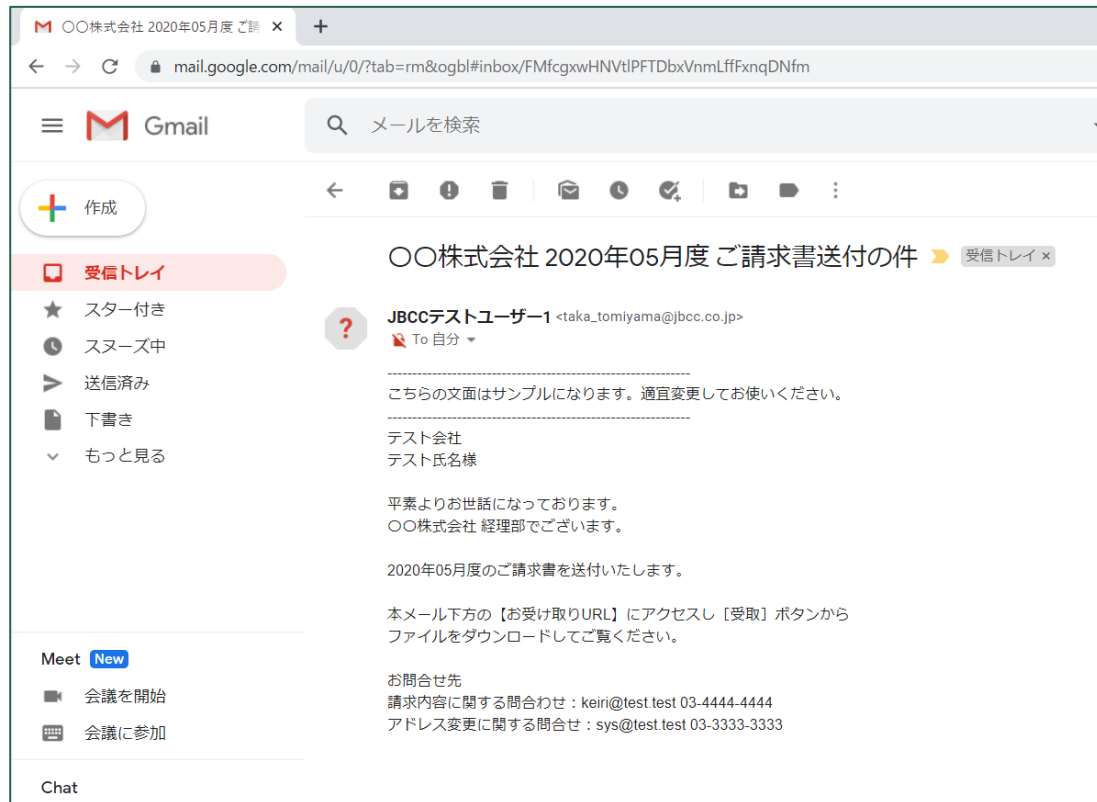 〇〇株式会社 2020年05月度 ご請
mail.google.com/mail/u/0/?tab=rm&ogbl#inbox/FMfcgxwHNVtlPFTDbxVnmLffFxnqDNfm
Gmail
メールを検索
作成
受信トレイ
スター付き
スヌーズ中
送信済み
下書き
もっと見る
〇〇株式会社 2020年05月度 ご請求書送付の件
受信トレイ ×
JBCCテストユーザー1 <taka_tomiyama@jbcc.co.jp>
To 自分
------------------------------------------------------------
こちらの文面はサンプルになります。適宜変更してお使いください。
------------------------------------------------------------
テスト会社
テスト氏名様
平素よりお世話になっております。
〇〇株式会社 経理部でございます。
2020年05月度のご請求書を送付いたします。
本メール下方の【お受け取りURL】にアクセスし［受取］ボタンから
ファイルをダウンロードしてご覧ください。
お問合せ先
請求内容に関する問合わせ：keiri@test.test 03-4444-4444
アドレス変更に関する問合せ：sys@test.test 03-3333-3333
Meet New
会議を開始
会議に参加
Chat